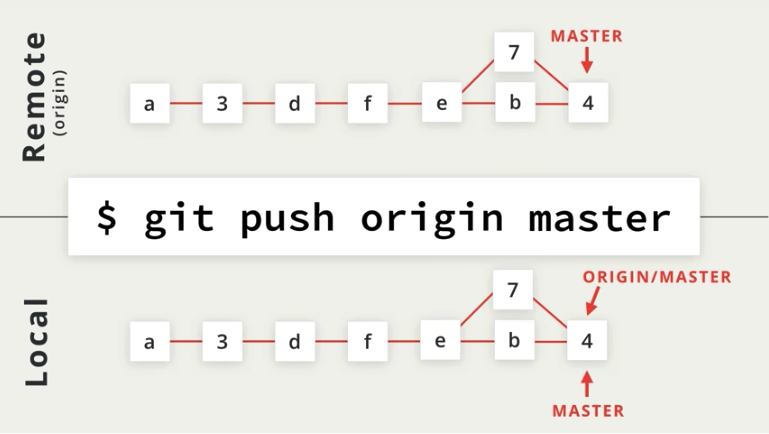 Remote
(origin)
MASTER
7
a 3 d f e b 4
$ git push origin master
Local
ORIGIN/MASTER
7
a 3 d f e b 4
MASTER